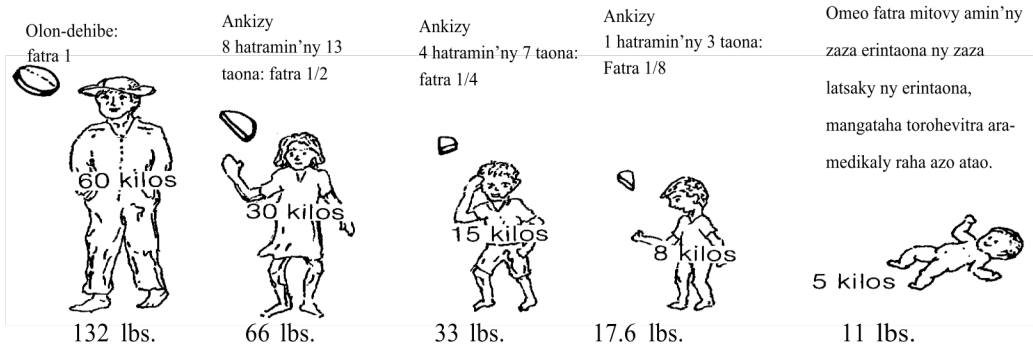 Olon-dehibe:
fatra 1
60 kilos
132 lbs.
Ankizy
8 hatramin'ny 13
taona: fatra 1/2
30 kilos
66 lbs.
Ankizy
4 hatramin'ny 7 taona:
fatra 1/4
15 kilos
33 lbs.
Ankizy
1 hatramin'ny 3 taona:
Fatra 1/8
8 kilos
17.6 lbs.
Omeo fatra mitovy amin'ny
zaza erintaona ny zaza
latsaky ny erintaona,
mangataha torohevitra ara-
medikaly raha azo atao.
5 kilos
11 lbs.